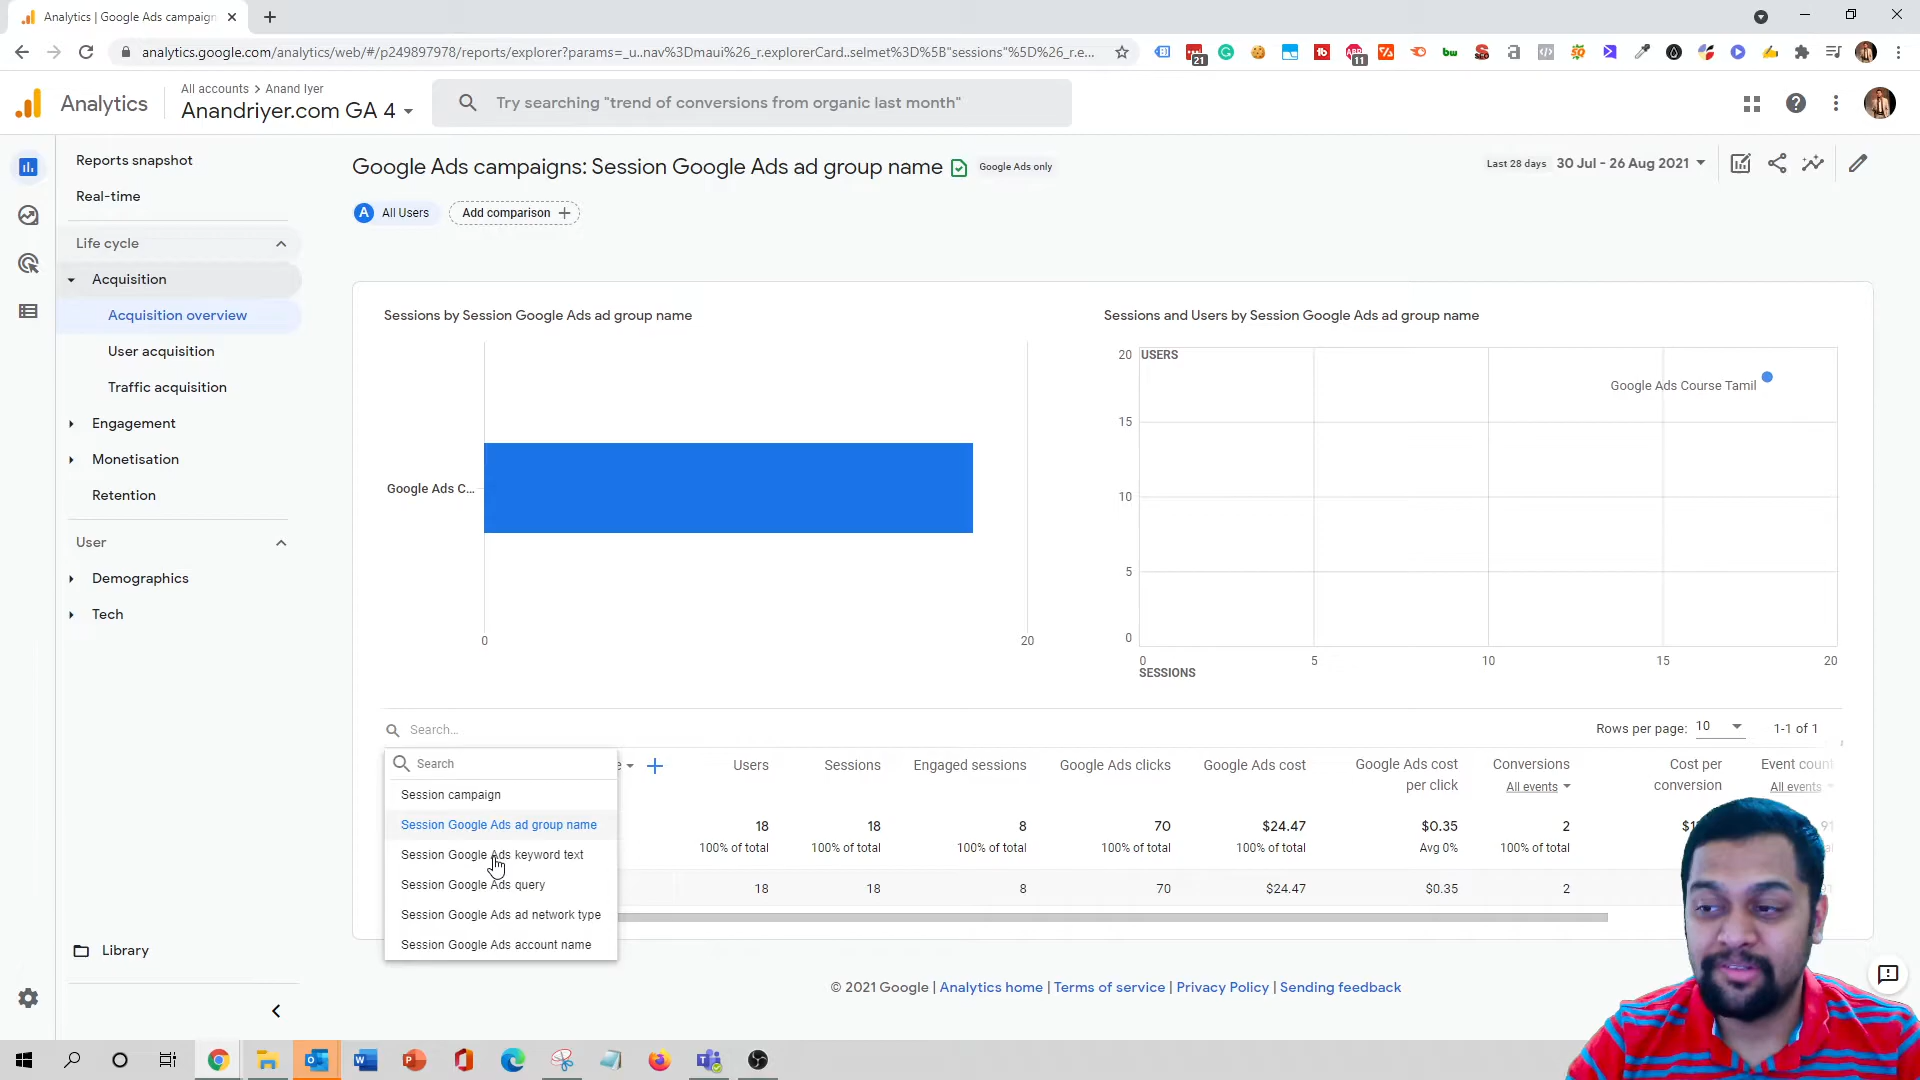 Analytics | Google Ads campaign
analytics.google.com/analytics/web/#/p249897978/reports/explorer?params=_u..nav%3Dmaui%26_r.explorerCard..selmet%3D%5B"sessions"%5D%26_r.e...
21
11
Analytics
All accounts > Anand Iyer
Anandriyer.com GA 4
Try searching "trend of conversions from organic last month"
Reports snapshot
Real-time
Life cycle
Acquisition
Acquisition overview
User acquisition
Traffic acquisition
Engagement
Monetisation
Retention
User
Demographics
Tech
Library
Google Ads campaigns: Session Google Ads ad group name
Google Ads only
Last 28 days 30 Jul - 26 Aug 2021
A All Users
Add comparison +
Sessions by Session Google Ads ad group name
Google Ads C...
0 20
Sessions and Users by Session Google Ads ad group name
20 USERS
Google Ads Course Tamil
15
10
5
0
0 5 10 15 20
SESSIONS
Search...
Rows per page: 10 1-1 of 1
Search
Session campaign
Session Google Ads ad group name
Session Google Ads keyword text
Session Google Ads query
Session Google Ads ad network type
Session Google Ads account name
Users Sessions Engaged sessions Google Ads clicks Google Ads cost Google Ads cost per click Conversions Cost per conversion Event count
All events All events
18 18 8 70 $24.47 $0.35 2
100% of total 100% of total 100% of total 100% of total 100% of total Avg 0% 100% of total
18 18 8 70 $24.47 $0.35 2
© 2021 Google | Analytics home | Terms of service | Privacy Policy | Sending feedback